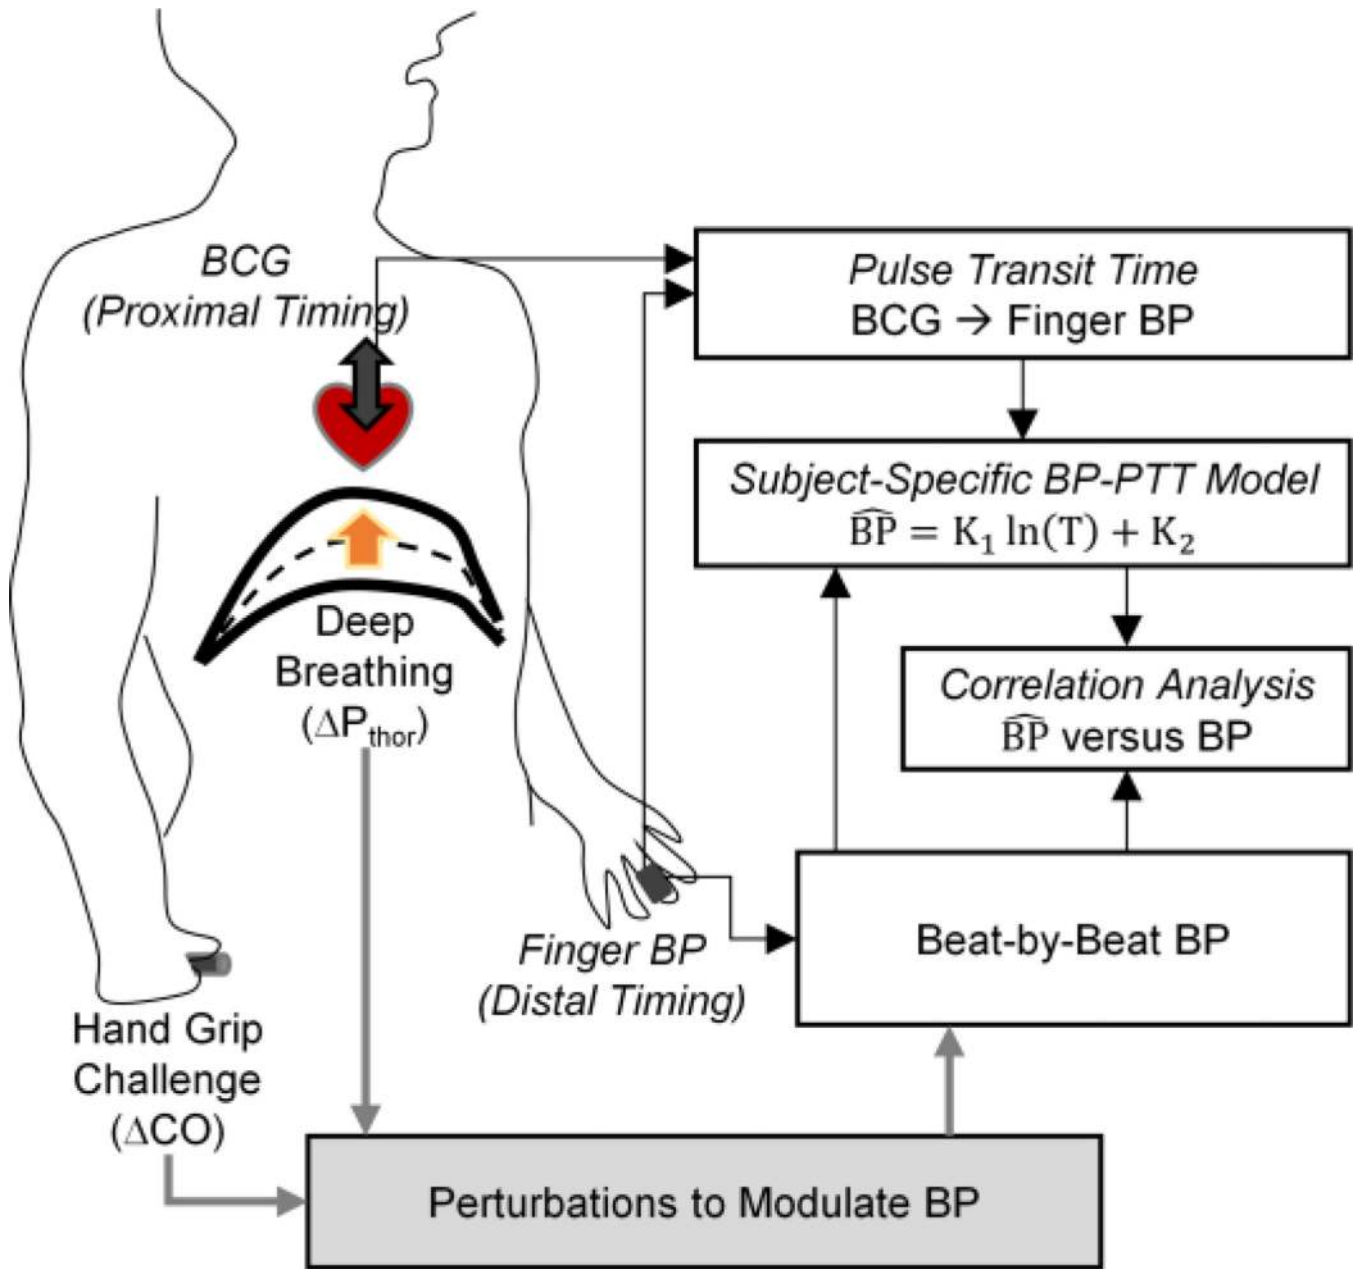 BCG
(Proximal Timing)
Pulse Transit Time
BCG → Finger BP
Subject-Specific BP-PTT Model
B̂P̂ = K₁ ln(T) + K₂
Deep
Breathing
(ΔPthor)
Correlation Analysis
B̂P̂ versus BP
Finger BP
(Distal Timing)
Beat-by-Beat BP
Hand Grip
Challenge
(ΔCO)
Perturbations to Modulate BP